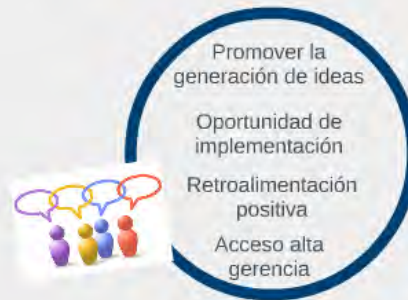 Promover la
generación de ideas
Oportunidad de
implementación
Retroalimentación
positiva
Acceso alta
gerencia